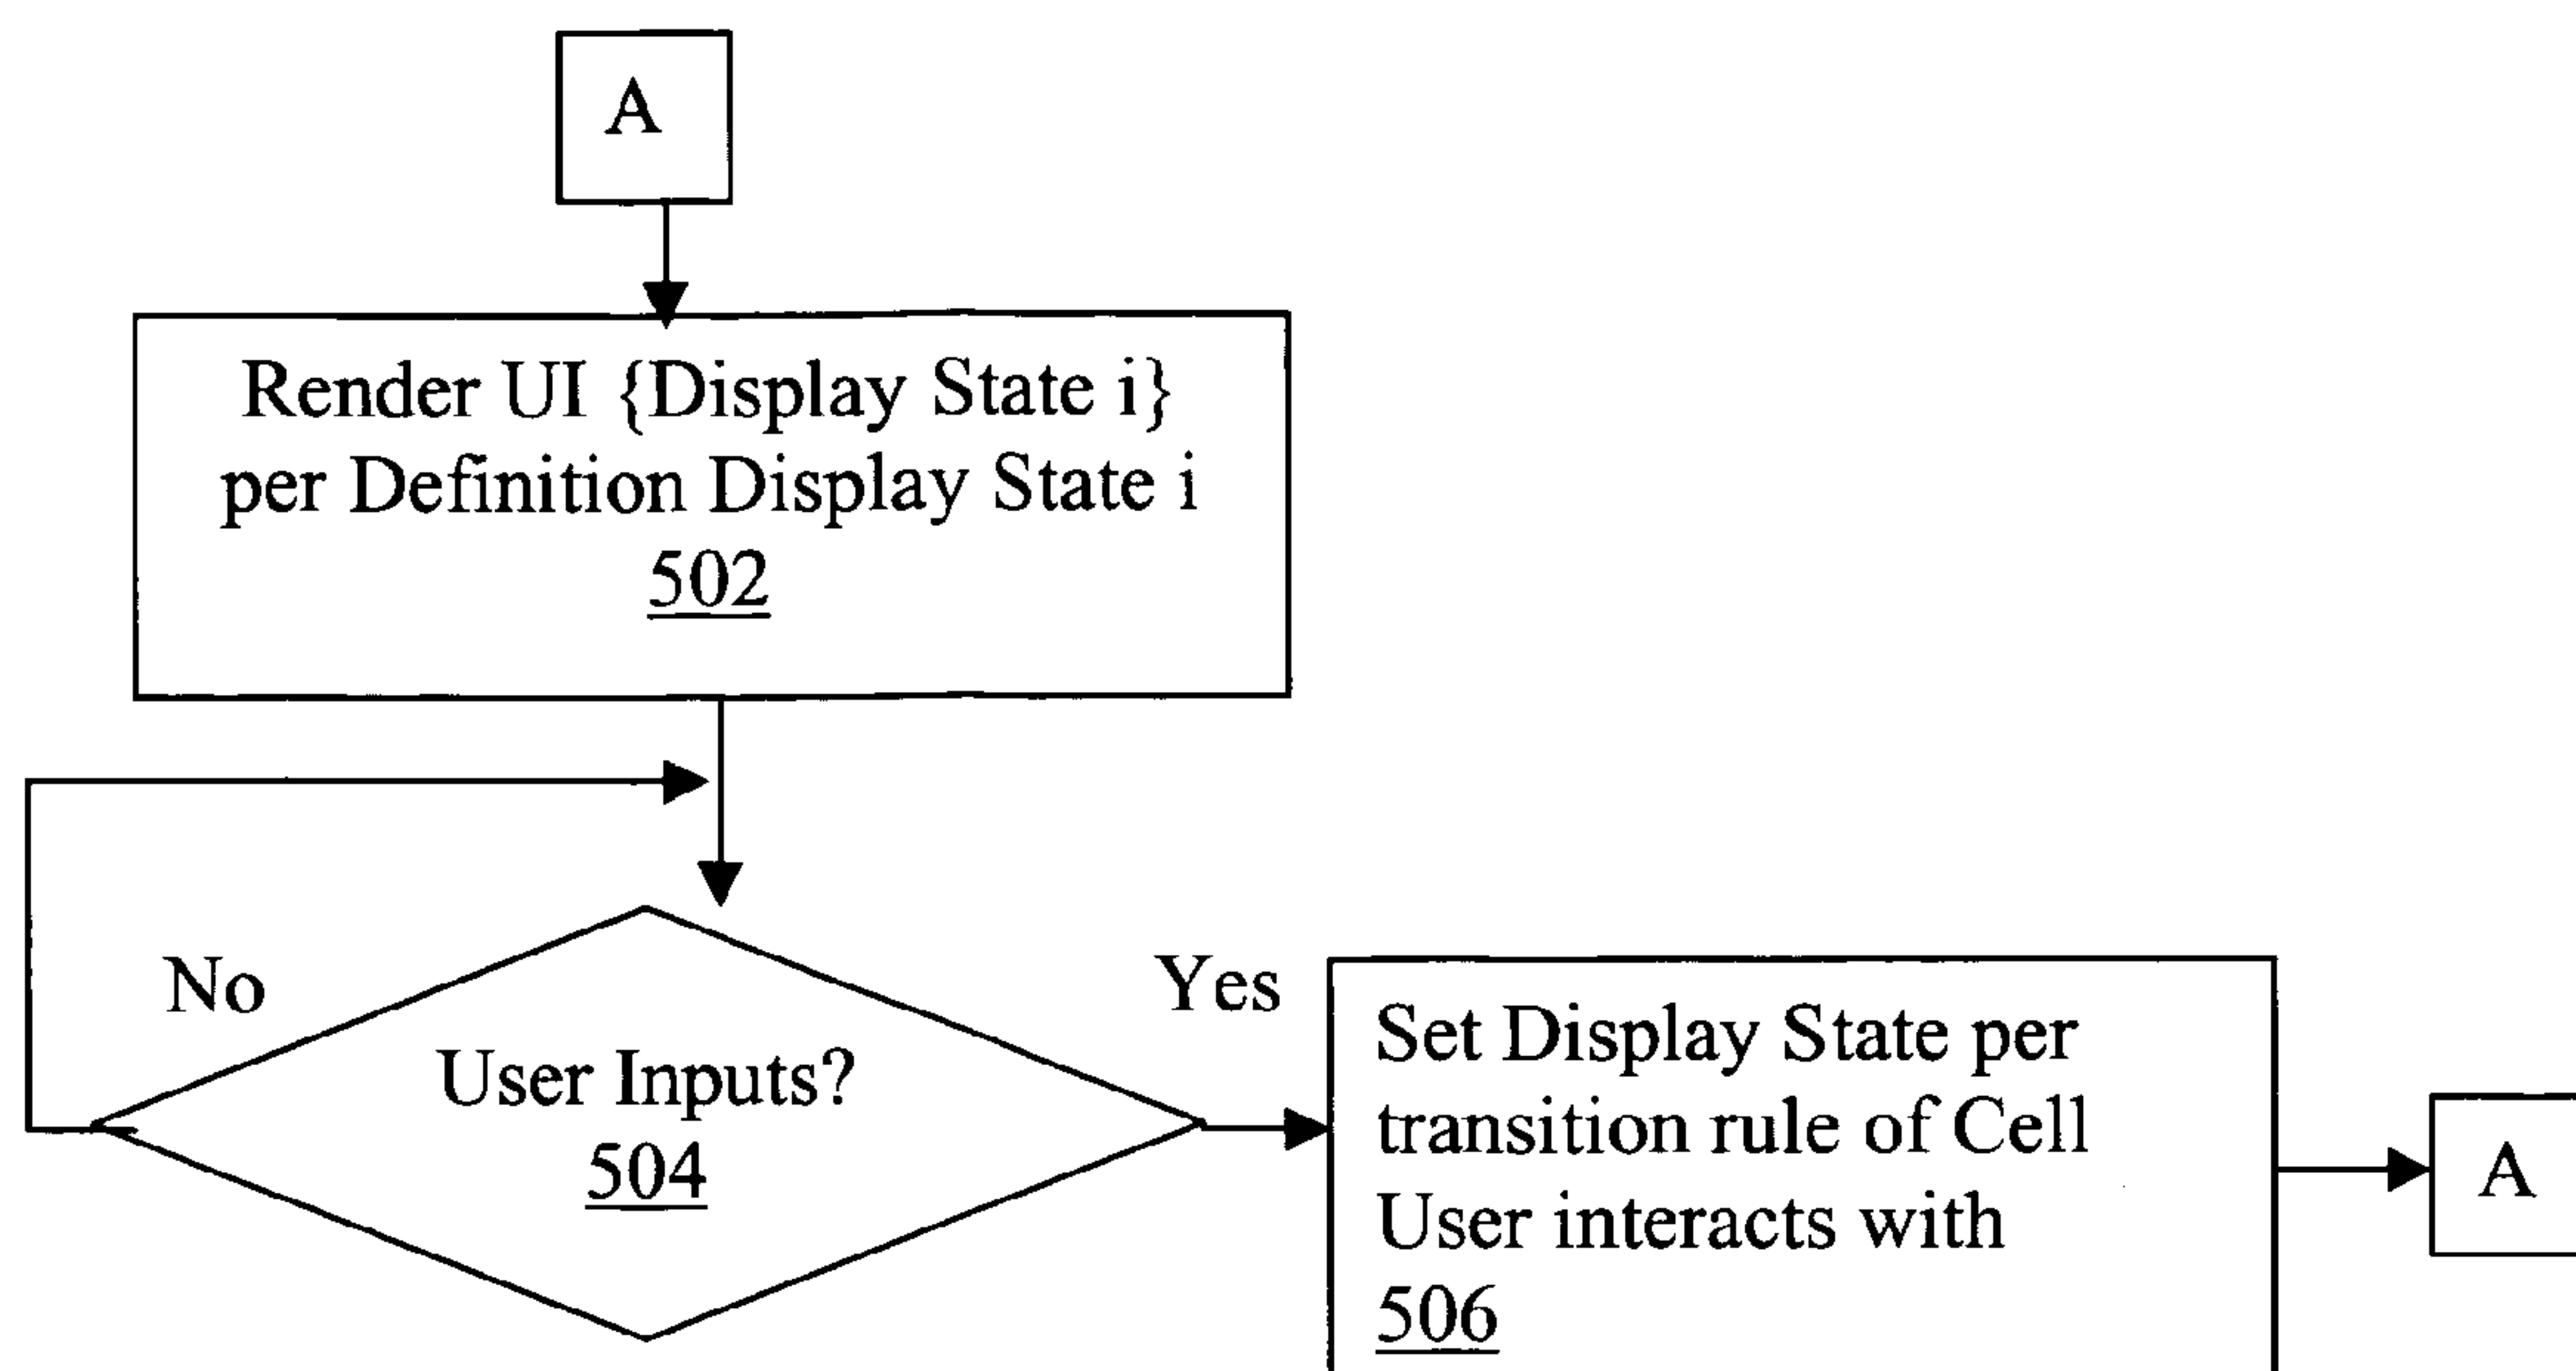 A
Render UI {Display State i}
per Definition Display State i
502
No
Yes
User Inputs?
504
Set Display State per
transition rule of Cell
User interacts with
506
A